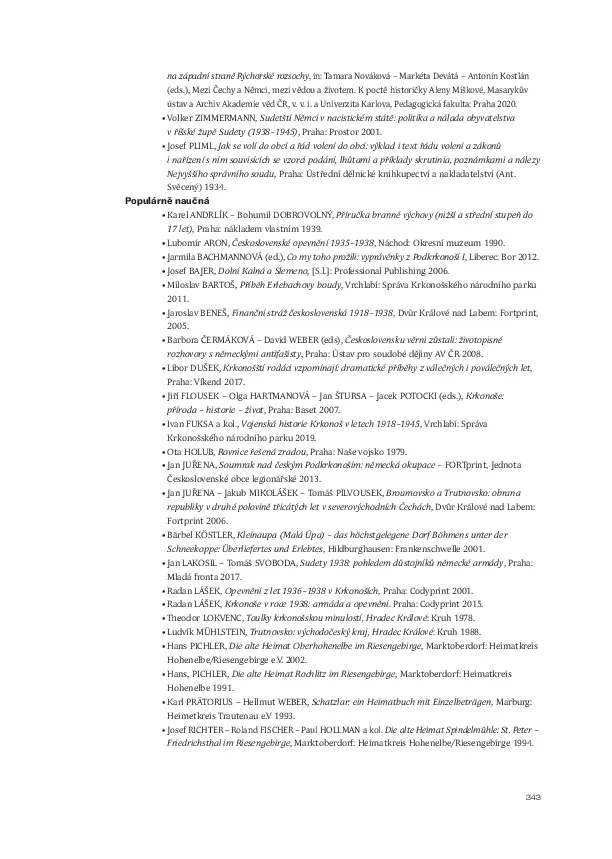 na západní straně Rýchorské rozsochy, in: Tamara Nováková – Markéta Devátá – Antonín Kostlán
(eds.), Mezi Čechy a Němci, mezi vědou a životem. K poctě historičky Aleny Míškové, Masarykův
ústav a Archiv Akademie věd ČR, v. v. i. a Univerzita Karlova, Pedagogická fakulta: Praha 2020.
• Volker ZIMMERMANN, Sudetští Němci v nacistickém státě: politika a nálada obyvatelstva
v říšské župě Sudety (1938–1945), Praha: Prostor 2001.
• Josef PLIML, Jak se volí do obcí a řád volení do obcí: výklad i text řádu volení a zákonů
i nařízení s ním souvisících se vzorci podání, lhůtami a příklady skrutinia, poznámkami a nálezy
Nejvyššího správního soudu, Praha: Ústřední dělnické knihkupectví a nakladatelství (Ant.
Svěcený) 1934.
Populárně naučná
• Karel ANDRLÍK – Bohumil DOBROVOLNÝ, Příručka branné výchovy (nižší a střední stupeň do
17 let), Praha: nákladem vlastním 1939.
• Lubomír ARON, Československé opevnění 1935–1938, Náchod: Okresní muzeum 1990.
• Jarmila BACHMANNOVÁ (ed.), Co my toho prožili: vyprávěnky z Podkrkonoší I, Liberec: Bor 2012.
• Josef BAJER, Dolní Kalná a Slemeno, [S.l.]: Professional Publishing 2006.
• Miloslav BARTOŠ, Příběh Erlebachovy boudy, Vrchlabí: Správa Krkonošského národního parku
2011.
• Jaroslav BENEŠ, Finanční stráž československá 1918–1938, Dvůr Králové nad Labem: Fortprint,
2005.
• Barbora ČERMÁKOVÁ – David WEBER (eds), Československu věrni zůstali: životopisné
rozhovory s německými antifašisty, Praha: Ústav pro soudobé dějiny AV ČR 2008.
• Libor DUŠEK, Krkonošští rodáci vzpomínají: dramatické příběhy z válečných i poválečných let,
Praha: Víkend 2017.
• Jiří FLOUSEK – Olga HARTMANOVÁ – Jan ŠTURSA – Jacek POTOCKI (eds.), Krkonoše:
příroda – historie – život, Praha: Baset 2007.
• Ivan FUKSA a kol., Vojenská historie Krkonoš v letech 1918–1945, Vrchlabí: Správa
Krkonošského národního parku 2019.
• Ota HOLUB, Rovnice řešená zradou, Praha: Naše vojsko 1979.
• Jan JUŘENA, Soumrak nad českým Podkrkonoším: německá okupace – FORTprint, Jednota
Československé obce legionářské 2013.
• Jan JUŘENA – Jakub MIKOLÁŠEK – Tomáš PILVOUSEK, Broumovsko a Trutnovsko: obrana
republiky v druhé polovině třicátých let v severovýchodních Čechách, Dvůr Králové nad Labem:
Fortprint 2006.
• Bärbel KÖSTLER, Kleinaupa (Malá Úpa) – das höchstgelegene Dorf Böhmens unter der
Schneekoppe: Überliefertes und Erlebtes, Hildburghausen: Frankenschwelle 2001.
• Jan LAKOSIL – Tomáš SVOBODA, Sudety 1938: pohledem důstojníků německé armády, Praha:
Mladá fronta 2017.
• Radan LÁŠEK, Opevnění z let 1936–1938 v Krkonoších, Praha: Codyprint 2001.
• Radan LÁŠEK, Krkonoše v roce 1938: armáda a opevnění. Praha: Codyprint 2015.
• Theodor LOKVENC, Toulky krkonošskou minulostí, Hradec Králové: Kruh 1978.
• Ludvík MÜHLSTEIN, Trutnovsko: východočeský kraj, Hradec Králové: Kruh 1988.
• Hans PICHLER, Die alte Heimat Oberhohenelbe im Riesengebirge, Marktoberdorf: Heimatkreis
Hohenelbe/Riesengebirge e.V. 2002.
• Hans, PICHLER, Die alte Heimat Rochlitz im Riesengebirge, Marktoberdorf: Heimatkreis
Hohenelbe 1991.
• Karl PRÄTORIUS – Hellmut WEBER, Schatzlar: ein Heimatbuch mit Einzelbeträgen, Marburg:
Heimetkreis Trautenau e.V 1993.
• Josef RICHTER – Roland FISCHER – Paul HOLLMAN a kol. Die alte Heimat Spindelmühle: St. Peter –
Friedrichsthal im Riesengebirge, Marktoberdorf: Heimatkreis Hohenelbe/Riesengebirge 1994.
343